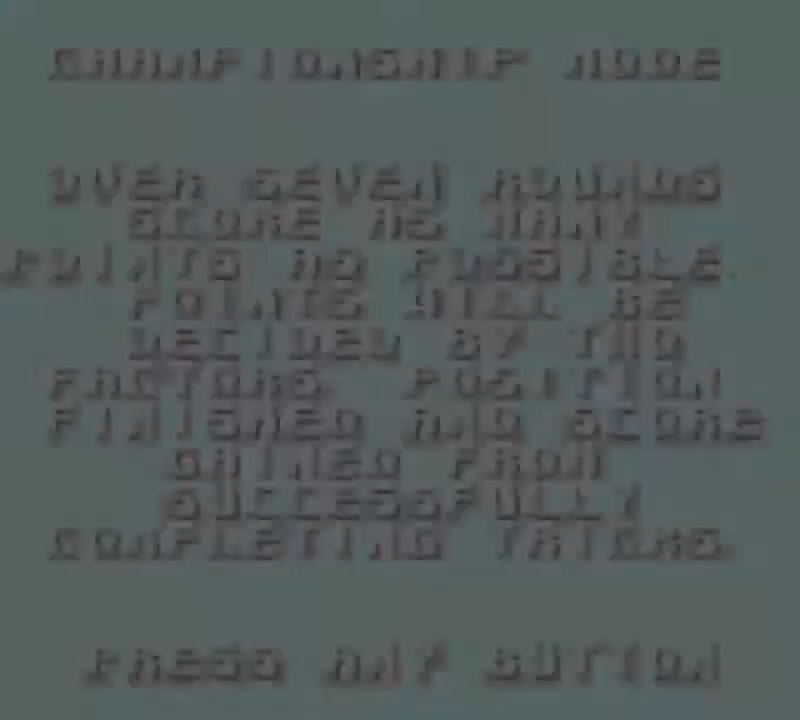 CHAMPIONSHIP MODE
OVER SEVEN ROUNDS
SCORE AS MANY
POINTS AS POSSIBLE.
POINTS WILL BE
DECIDED BY TWO
FACTORS. POSITION
FINISHED AND SCORE
GAINED FROM
SUCCESSFULLY
COMPLETING TRICKS.
PRESS ANY BUTTON